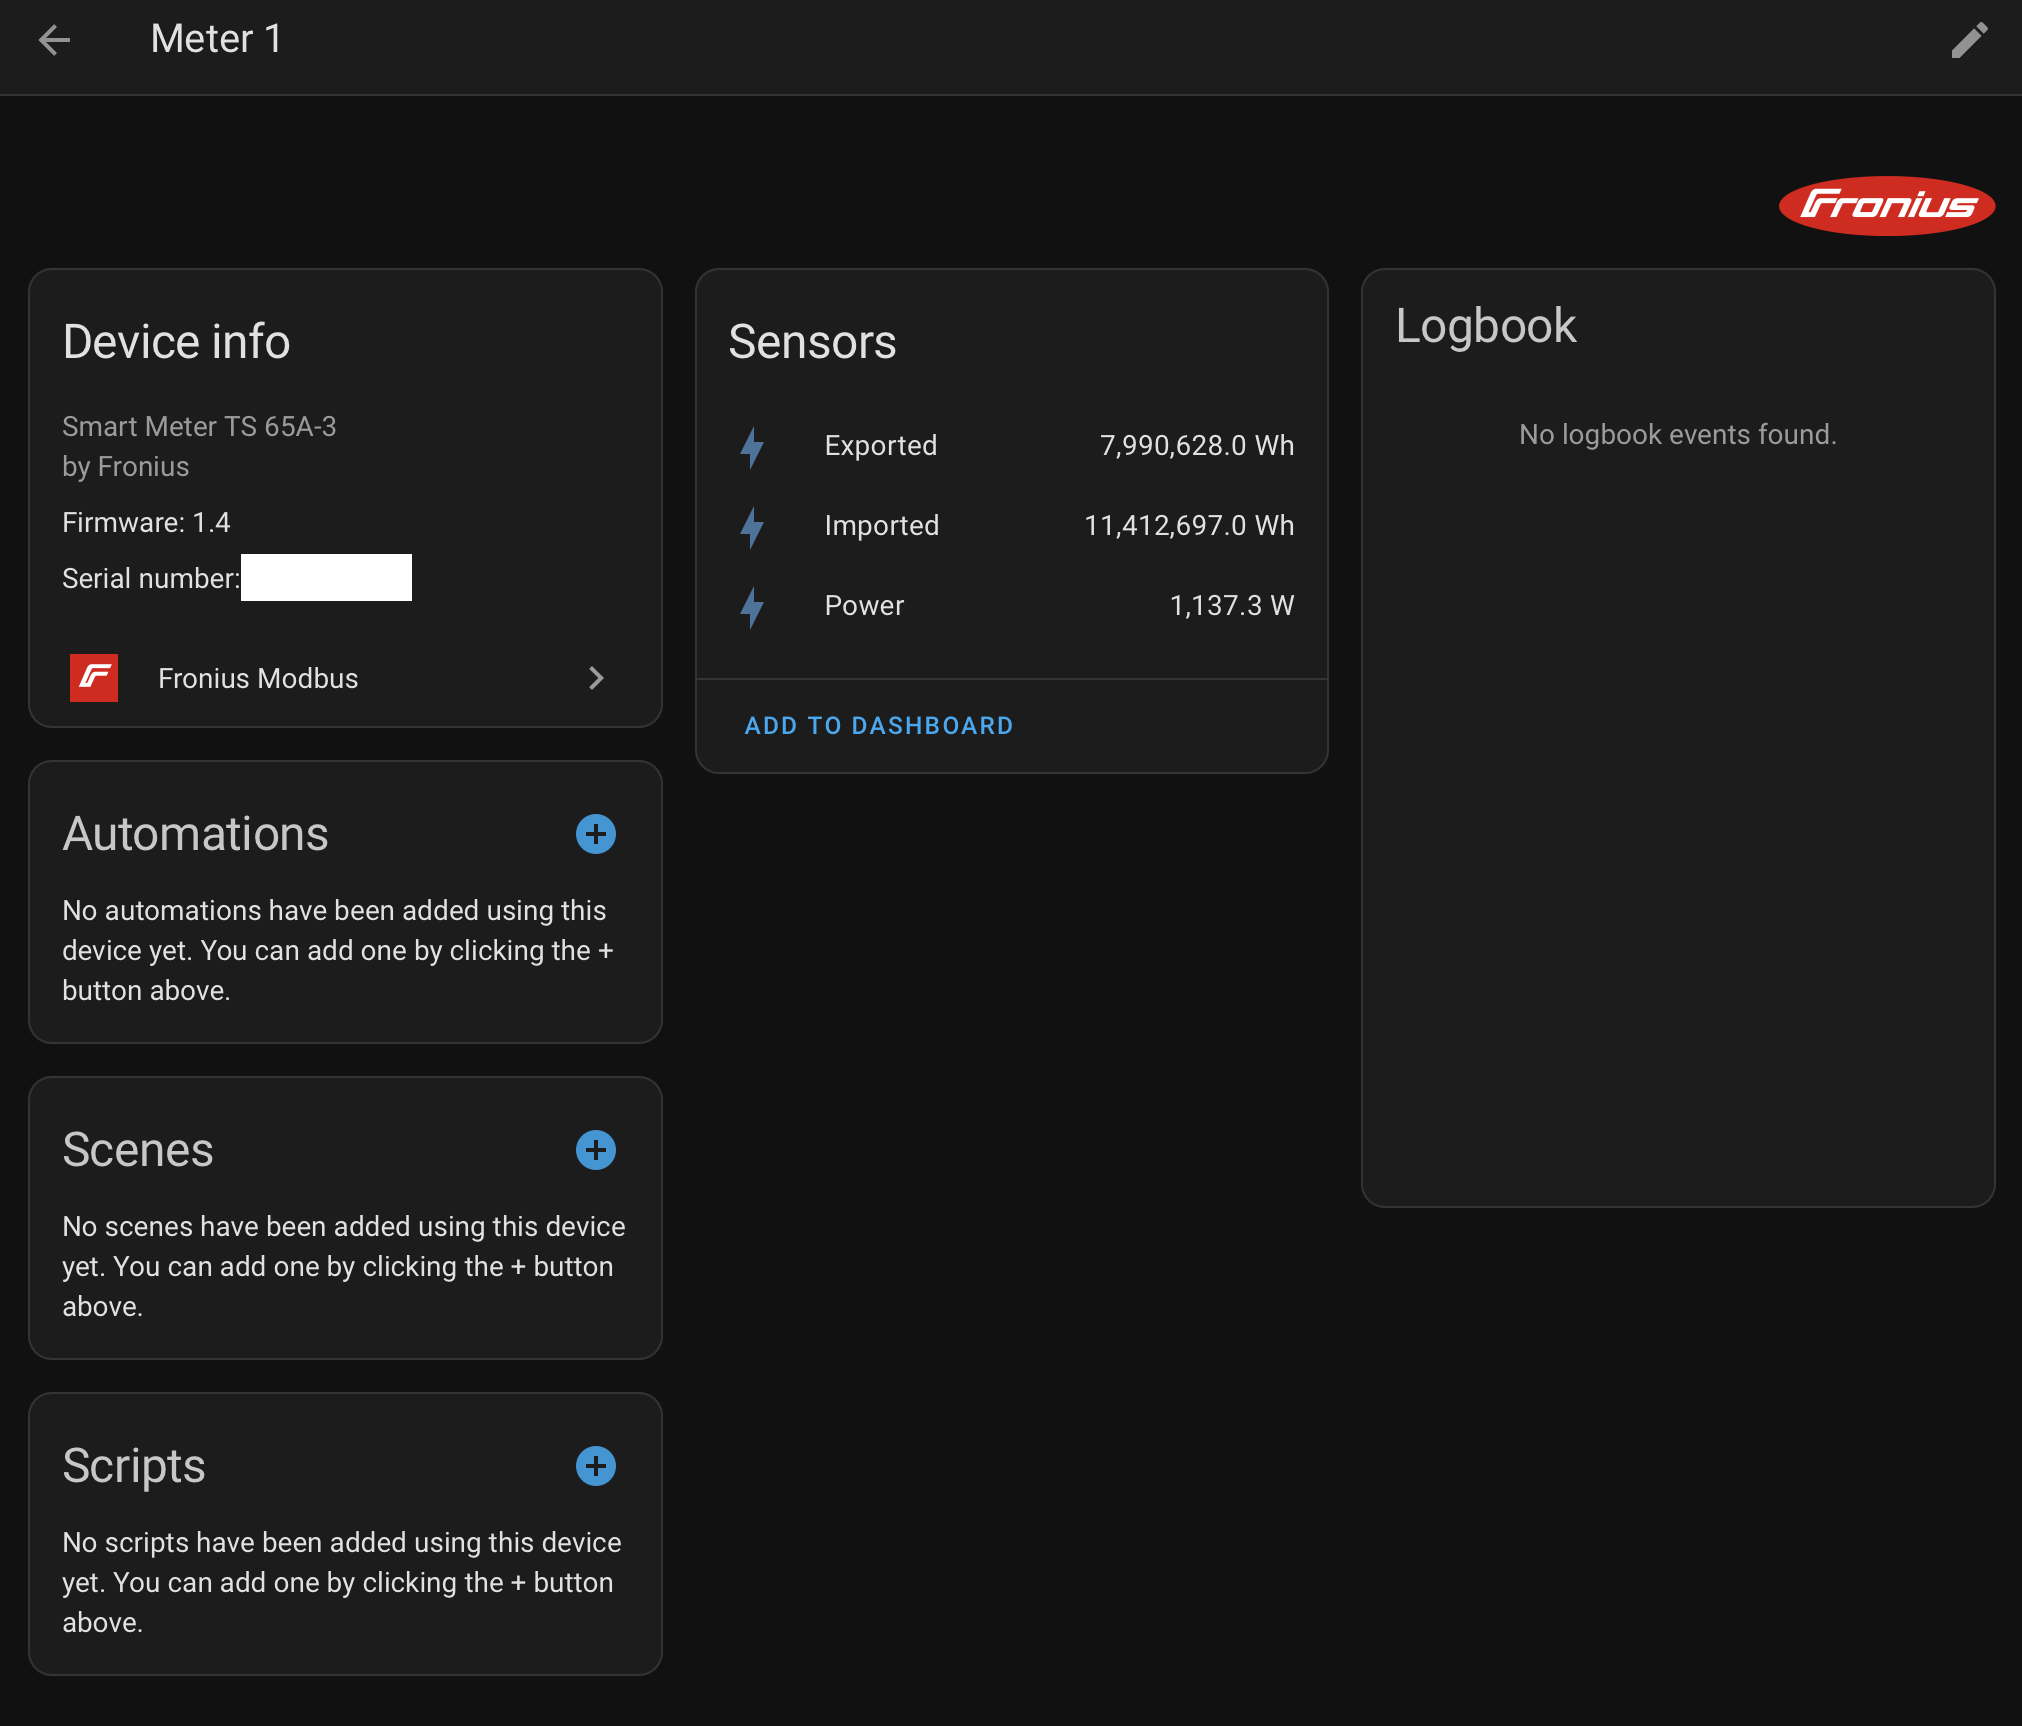 Meter 1
Fronius
Device info
Smart Meter TS 65A-3
by Fronius
Firmware: 1.4
Serial number:
Fronius Modbus
Automations
No automations have been added using this
device yet. You can add one by clicking the +
button above.
Scenes
No scenes have been added using this device
yet. You can add one by clicking the + button
above.
Scripts
No scripts have been added using this device
yet. You can add one by clicking the + button
above.
Sensors
Exported 7,990,628.0 Wh
Imported 11,412,697.0 Wh
Power 1,137.3 W
ADD TO DASHBOARD
Logbook
No logbook events found.